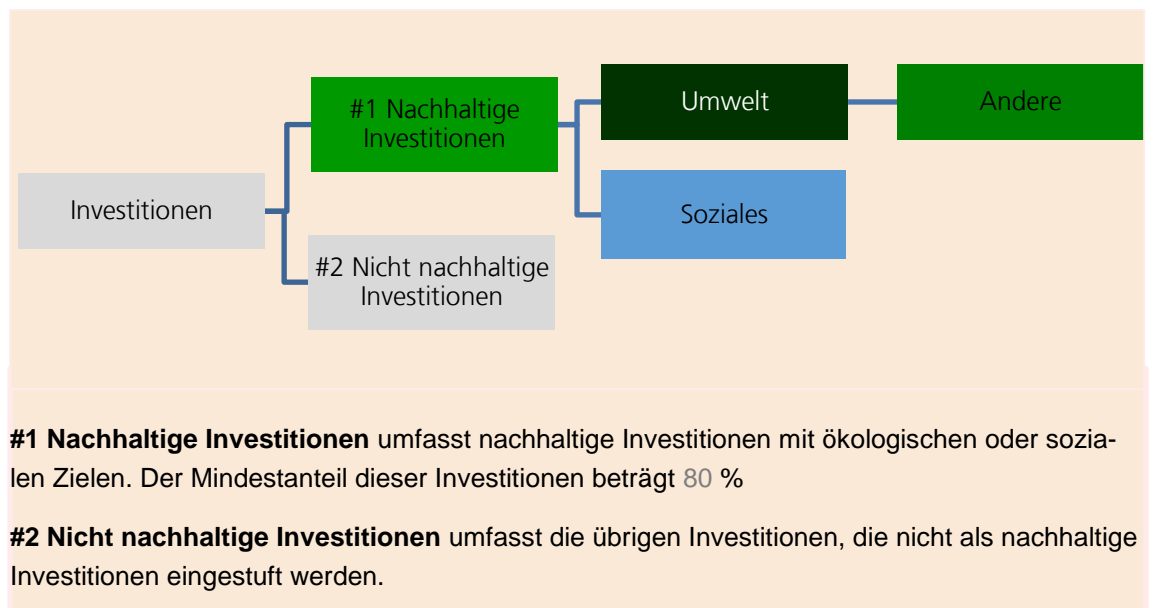 #1 Nachhaltige
Investitionen
Umwelt
Andere
Investitionen
Soziales
#2 Nicht nachhaltige
Investitionen
#1 Nachhaltige Investitionen umfasst nachhaltige Investitionen mit ökologischen oder sozia-
len Zielen. Der Mindestanteil dieser Investitionen beträgt 80 %
#2 Nicht nachhaltige Investitionen umfasst die übrigen Investitionen, die nicht als nachhaltige
Investitionen eingestuft werden.